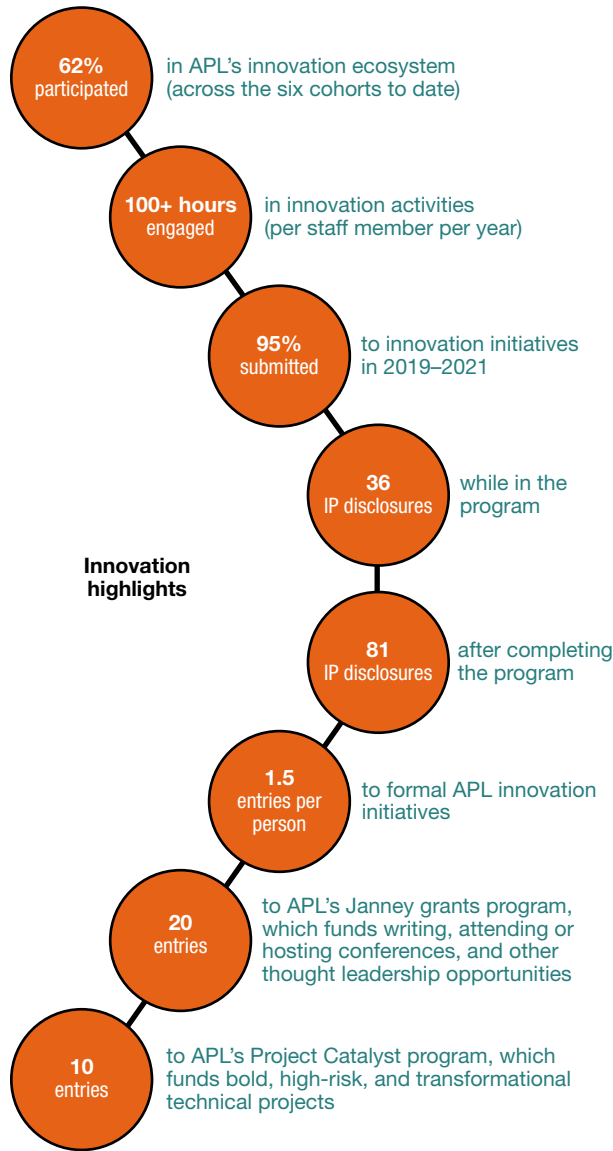 62%
participated
in APL's innovation ecosystem
(across the six cohorts to date)
100+ hours
engaged
in innovation activities
(per staff member per year)
95%
submitted
to innovation initiatives
in 2019–2021
36
IP disclosures
while in the
program
Innovation
highlights
81
IP disclosures
after completing
the program
1.5
entries per
person
to formal APL innovation
initiatives
20
entries
to APL's Janney grants program,
which funds writing, attending or
hosting conferences, and other
thought leadership opportunities
10
entries
to APL's Project Catalyst program, which
funds bold, high-risk, and transformational
technical projects